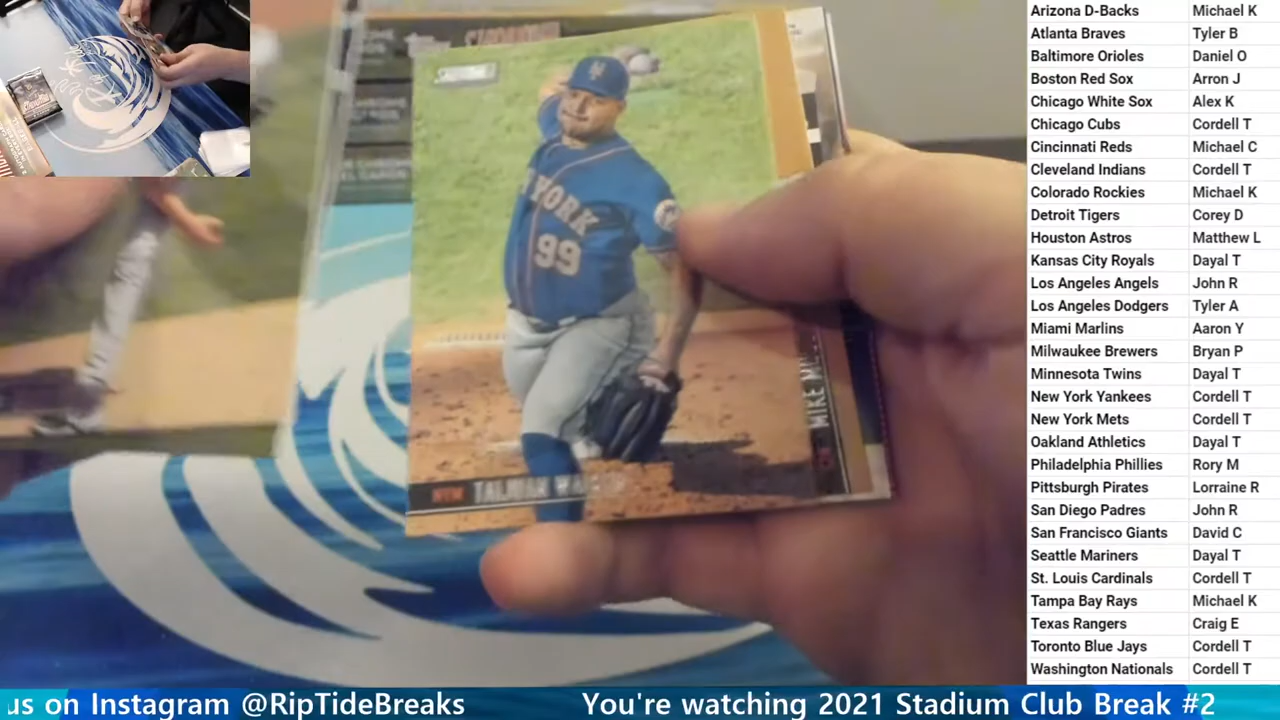 YORK
99
NYM TALMAN
MIKE
Arizona D-Backs Michael K
Atlanta Braves Tyler B
Baltimore Orioles Daniel O
Boston Red Sox Arron J
Chicago White Sox Alex K
Chicago Cubs Cordell T
Cincinnati Reds Michael C
Cleveland Indians Cordell T
Colorado Rockies Michael K
Detroit Tigers Corey D
Houston Astros Matthew L
Kansas City Royals Dayal T
Los Angeles Angels John R
Los Angeles Dodgers Tyler A
Miami Marlins Aaron Y
Milwaukee Brewers Bryan P
Minnesota Twins Dayal T
New York Yankees Cordell T
New York Mets Cordell T
Oakland Athletics Dayal T
Philadelphia Phillies Rory M
Pittsburgh Pirates Lorraine R
San Diego Padres John R
San Francisco Giants David C
Seattle Mariners Dayal T
St. Louis Cardinals Cordell T
Tampa Bay Rays Michael K
Texas Rangers Craig E
Toronto Blue Jays Cordell T
Washington Nationals Cordell T
us on Instagram @RipTideBreaks You're watching 2021 Stadium Club Break #2